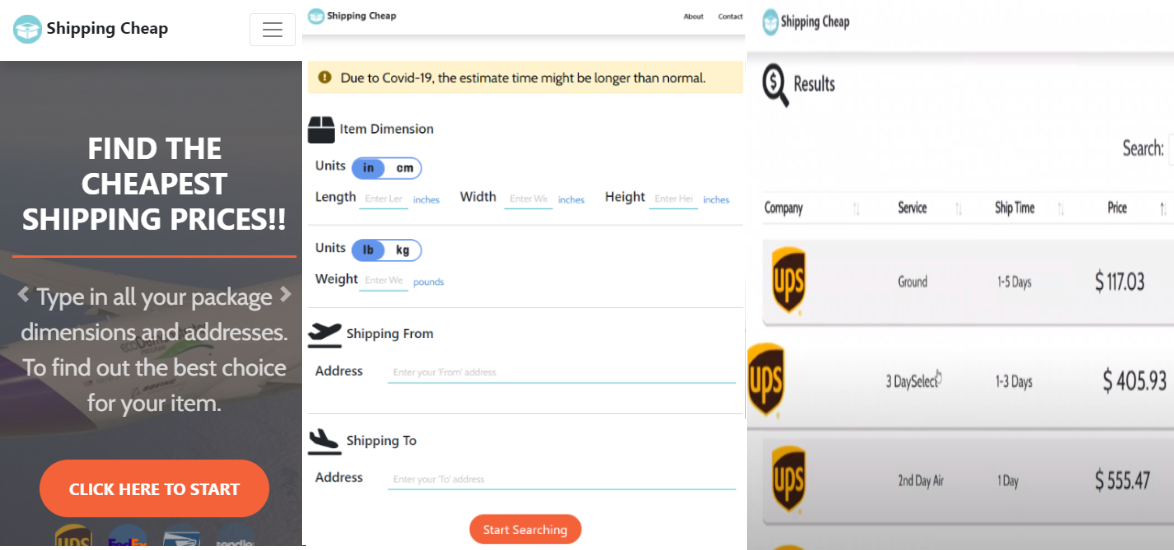 Shipping Cheap
FIND THE
CHEAPEST
SHIPPING PRICES!!
Type in all your package
dimensions and addresses.
To find out the best choice
for your item.
CLICK HERE TO START
ups FedEx
Shipping Cheap
About Contact
Due to Covid-19, the estimate time might be longer than normal.
Item Dimension
Units in cm
Length Enter Ler inches Width Enter Wi inches Height Enter Hei inches
Units lb kg
Weight Enter We pounds
Shipping From
Address Enter your 'From' address
Shipping To
Address Enter your 'To' address
Start Searching
Shipping Cheap
Results
Search:
Company Service Ship Time Price
ups Ground 1-5 Days $ 117.03
ups 3 DaySelect 1-3 Days $ 405.93
ups 2nd Day Air 1 Day $ 555.47